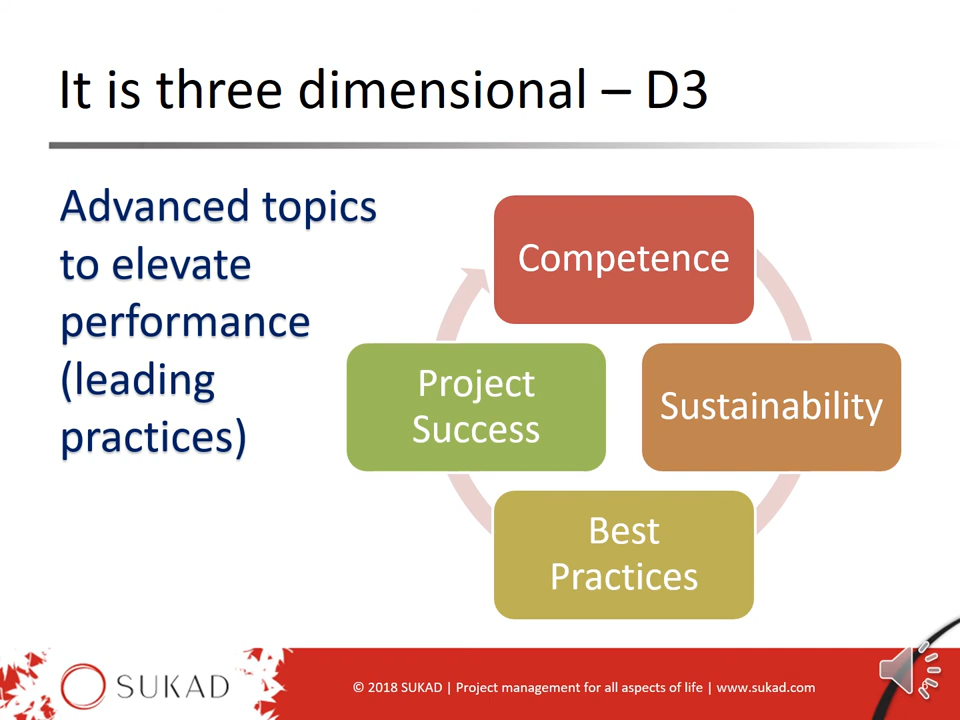 It is three dimensional – D3
Advanced topics
to elevate
performance
(leading
practices)
Competence
Sustainability
Best
Practices
Project
Success
SUKAD
© 2018 SUKAD | Project management for all aspects of life | www.sukad.com